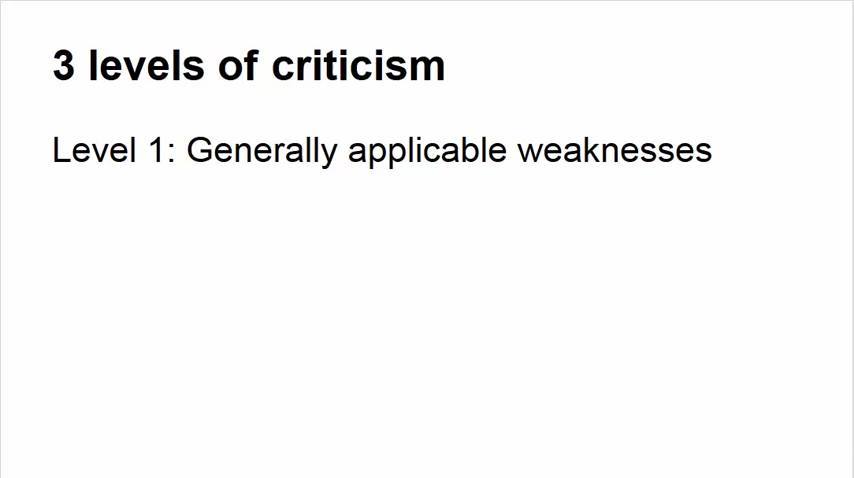 3 levels of criticism
Level 1: Generally applicable weaknesses